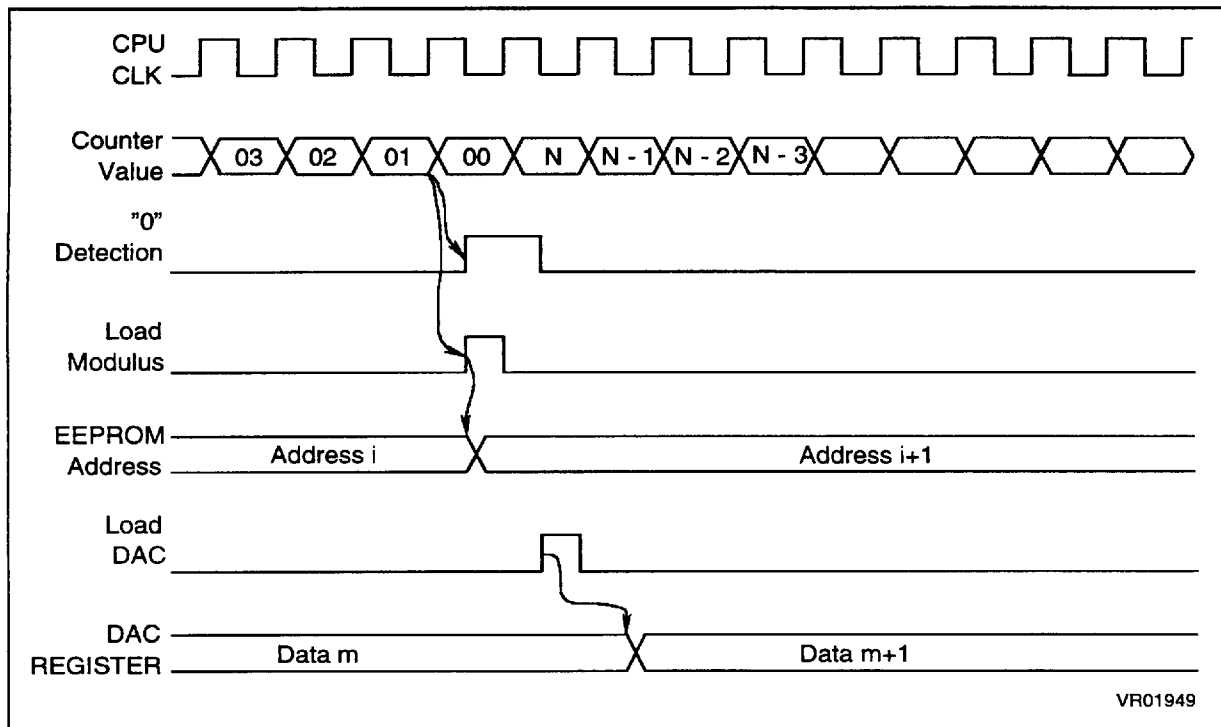 CPU
CLK
Counter
Value
03 02 01 00 N N - 1 N - 2 N - 3
"0"
Detection
Load
Modulus
EEPROM
Address
Address i Address i+1
Load
DAC
DAC
REGISTER
Data m Data m+1
VR01949